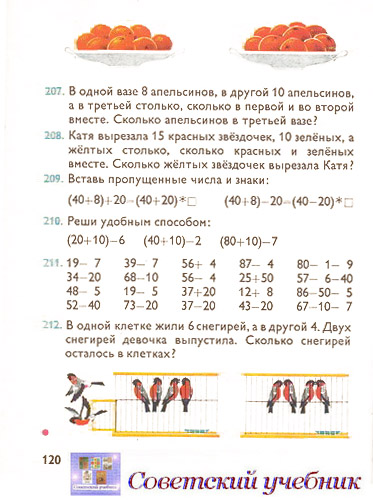 207. В одной вазе 8 апельсинов, в другой 10 апельсинов,
а в третьей столько, сколько в первой и во второй
вместе. Сколько апельсинов в третьей вазе?
208. Катя вырезала 15 красных звёздочек, 10 зелёных, а
жёлтых столько, сколько красных и зелёных
вместе. Сколько жёлтых звёздочек вырезала Катя?
209. Вставь пропущенные числа и знаки:
(40+8)+20=(40+20)*□ (40+8)−20=(40−20)*□
210. Реши удобным способом:
(20+10)−6 (40+10)−2 (80+10)−7
211. 19− 7 39− 7 56+ 4 87− 4 80− 1− 9
34−20 68−10 56− 4 25+50 57− 6−40
48− 5 19− 5 37+20 12+ 8 86−50− 5
52−40 73−20 37−20 43−20 67−10− 7
212. В одной клетке жили 6 снегирей, а в другой 4. Двух
снегирей девочка выпустила. Сколько снегирей
осталось в клетках?
120
Советский учебник